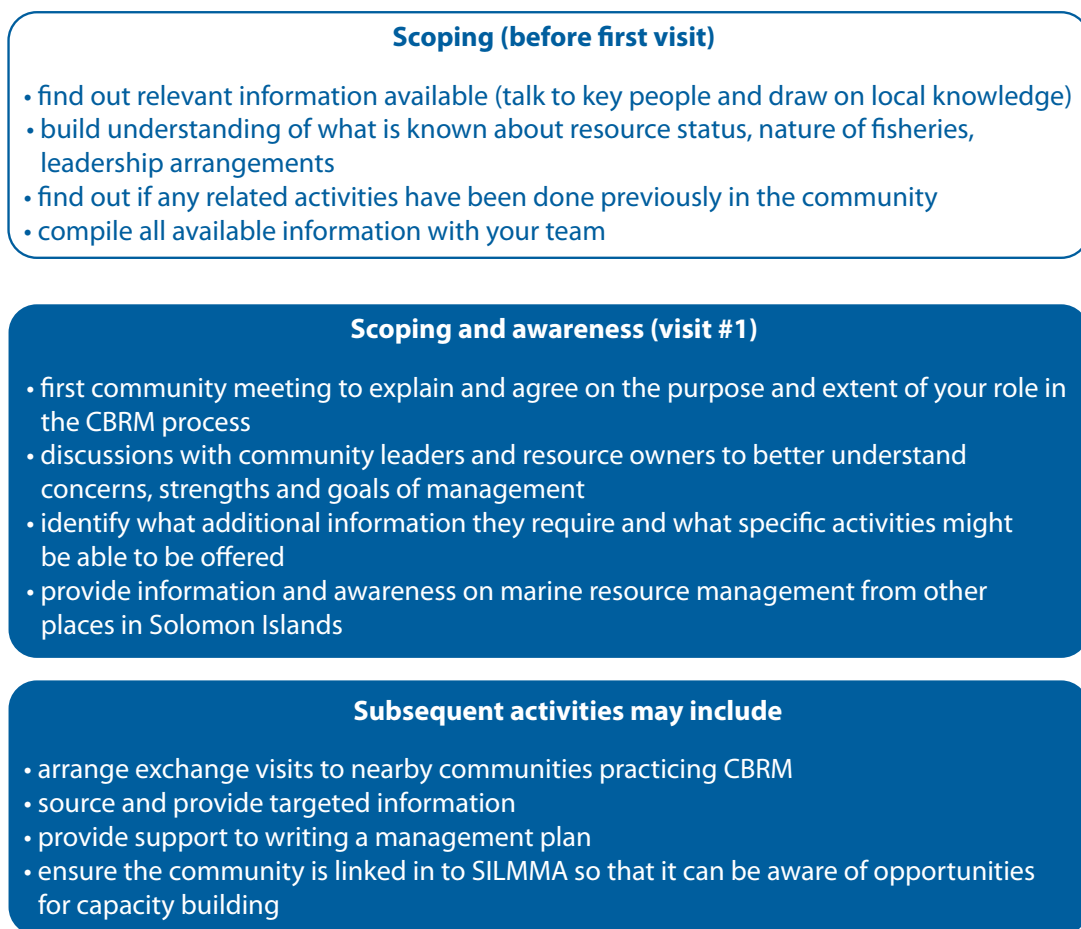 Scoping (before first visit)
• find out relevant information available (talk to key people and draw on local knowledge)
• build understanding of what is known about resource status, nature of fisheries,
leadership arrangements
• find out if any related activities have been done previously in the community
• compile all available information with your team
Scoping and awareness (visit #1)
• first community meeting to explain and agree on the purpose and extent of your role in
the CBRM process
• discussions with community leaders and resource owners to better understand
concerns, strengths and goals of management
• identify what additional information they require and what specific activities might
be able to be offered
• provide information and awareness on marine resource management from other
places in Solomon Islands
Subsequent activities may include
• arrange exchange visits to nearby communities practicing CBRM
• source and provide targeted information
• provide support to writing a management plan
• ensure the community is linked in to SILMMA so that it can be aware of opportunities
for capacity building